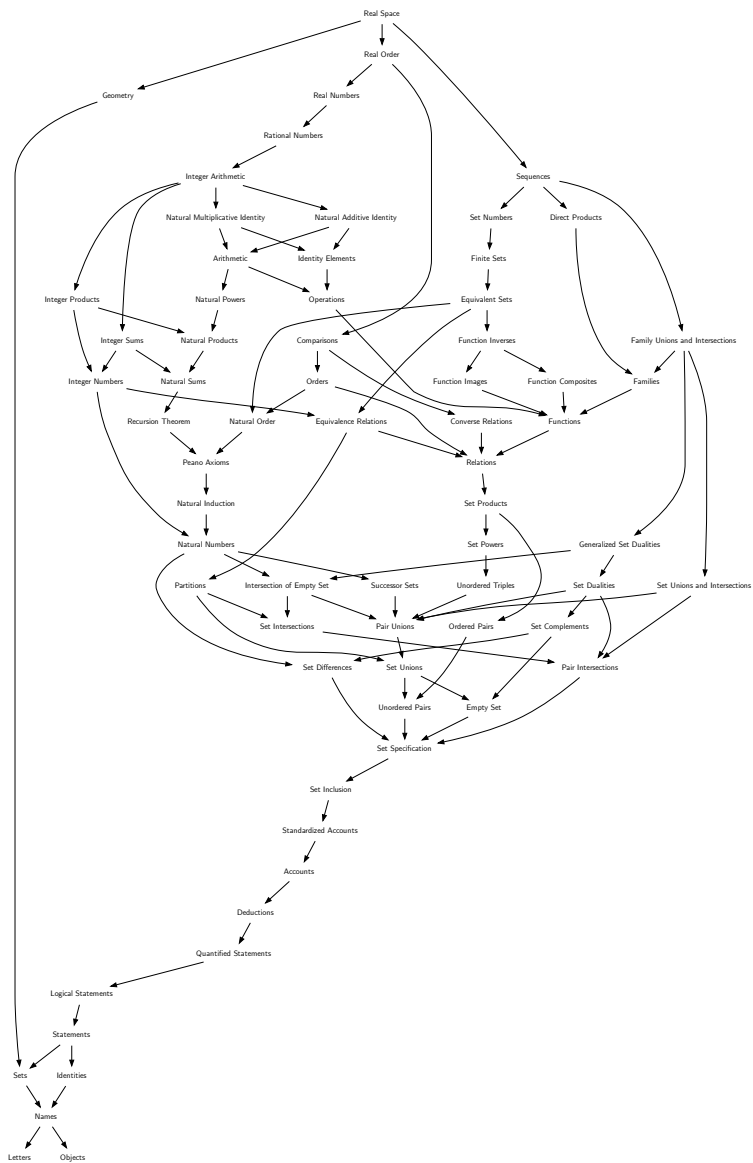 Real Space
Real Order
Geometry
Real Numbers
Rational Numbers
Integer Arithmetic
Sequences
Natural Multiplicative Identity
Natural Additive Identity
Set Numbers
Direct Products
Arithmetic
Identity Elements
Finite Sets
Integer Products
Natural Powers
Operations
Equivalent Sets
Integer Sums
Natural Products
Comparisons
Function Inverses
Family Unions and Intersections
Integer Numbers
Natural Sums
Orders
Function Images
Function Composites
Families
Recursion Theorem
Natural Order
Equivalence Relations
Converse Relations
Functions
Peano Axioms
Relations
Natural Induction
Set Products
Natural Numbers
Set Powers
Generalized Set Dualities
Partitions
Intersection of Empty Set
Successor Sets
Unordered Triples
Set Dualities
Set Unions and Intersections
Set Intersections
Pair Unions
Ordered Pairs
Set Complements
Set Differences
Set Unions
Pair Intersections
Unordered Pairs
Empty Set
Set Specification
Set Inclusion
Standardized Accounts
Accounts
Deductions
Quantified Statements
Logical Statements
Statements
Sets
Identities
Names
Letters
Objects